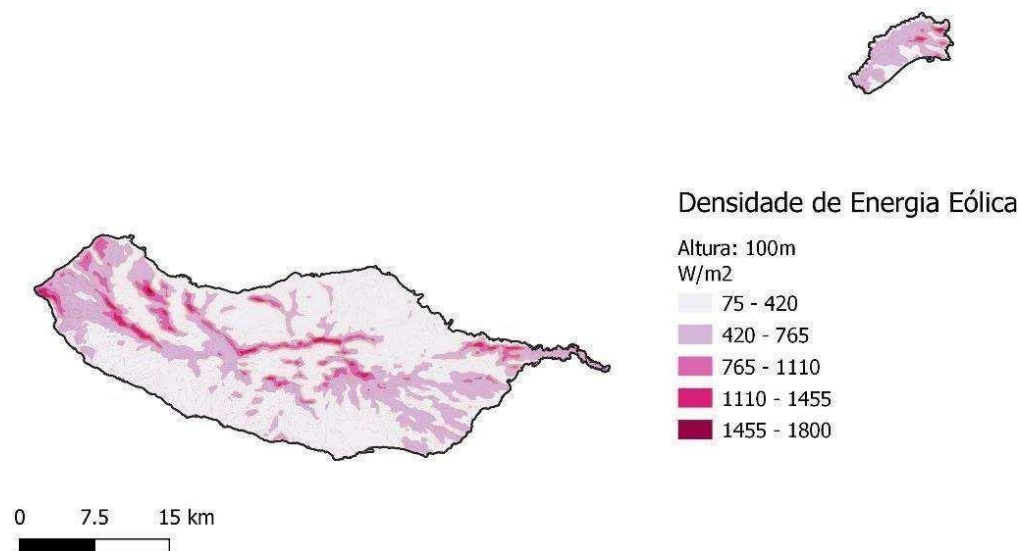 Densidade de Energia Eólica
Altura: 100m
W/m2
75 - 420
420 - 765
765 - 1110
1110 - 1455
1455 - 1800
0 7.5 15 km